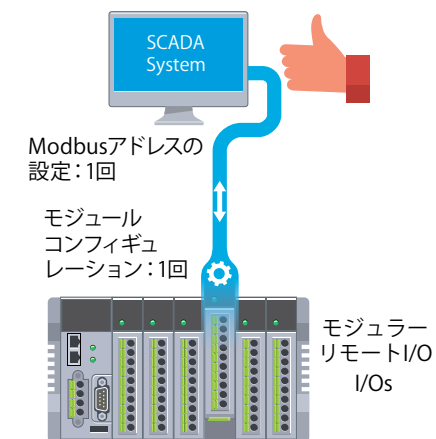 SCADA
System
Modbusアドレスの
設定：1回
モジュール
コンフィギュ
レーション：1回
モジュラー
リモートI/O
I/Os